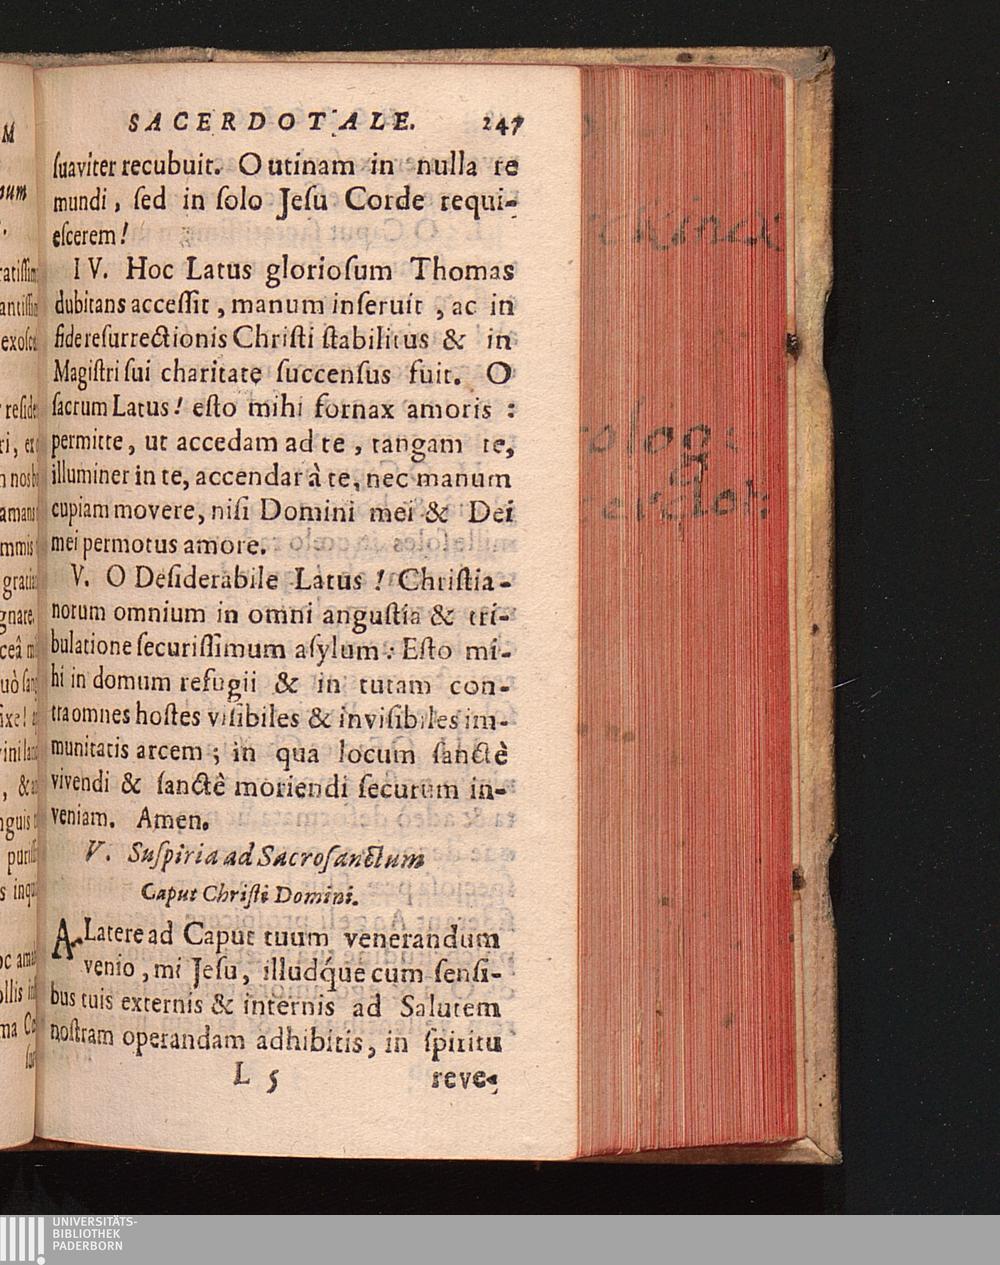 SACERDOTALE. 247
ſuaviter recubuit. O utinam in nulla re
mundi, ſed in ſolo Jeſu Corde requi-
eſcerem!
IV. Hoc Latus glorioſum Thomas
dubitans acceſſit, manum inſeruit, ac in
fide reſurrectionis Chriſti ſtabilitus & in
Magiſtri ſui charitate ſuccenſus fuit. O
ſacrum Latus! eſto mihi fornax amoris:
permitte, ut accedam ad te, tangam te,
illuminer in te, accendar à te, nec manum
cupiam movere, niſi Domini mei & Dei
mei permotus amore.
V. O Deſiderabile Latus! Chriſtia-
norum omnium in omni anguſtia & tri-
bulatione ſecuriſſimum aſylum: Eſto mi-
hi in domum refugii & in tutam con-
tra omnes hoſtes viſibiles & inviſibiles im-
munitatis arcem; in qua locum ſanctè
vivendi & ſanctè moriendi ſecurum in-
veniam. Amen.
V. Suſpiria ad Sacroſanctum
Caput Chriſti Domini.
A Latere ad Caput tuum venerandum
venio, mi Jeſu, illudq́ue cum ſenſi-
bus tuis externis & internis ad Salutem
noſtram operandam adhibitis, in ſpiritu
L 5 reve-
UNIVERSITÄTS-
BIBLIOTHEK
PADERBORN